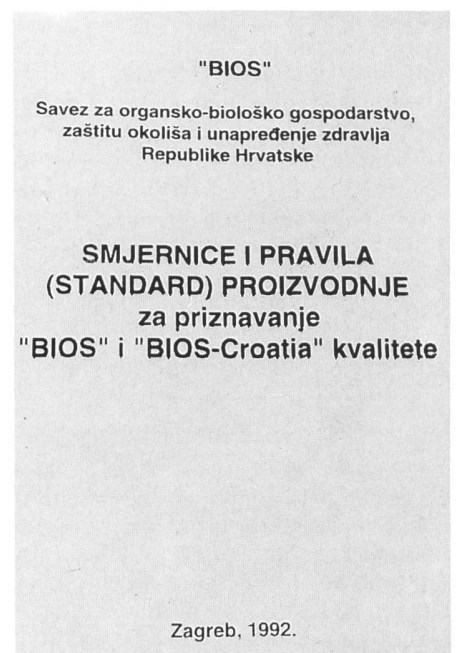 "BIOS"
Savez za organsko-biološko gospodarstvo,
zaštitu okoliša i unapređenje zdravlja
Republike Hrvatske
SMJERNICE I PRAVILA
(STANDARD) PROIZVODNJE
za priznavanje
"BIOS" i "BIOS-Croatia" kvalitete
Zagreb, 1992.